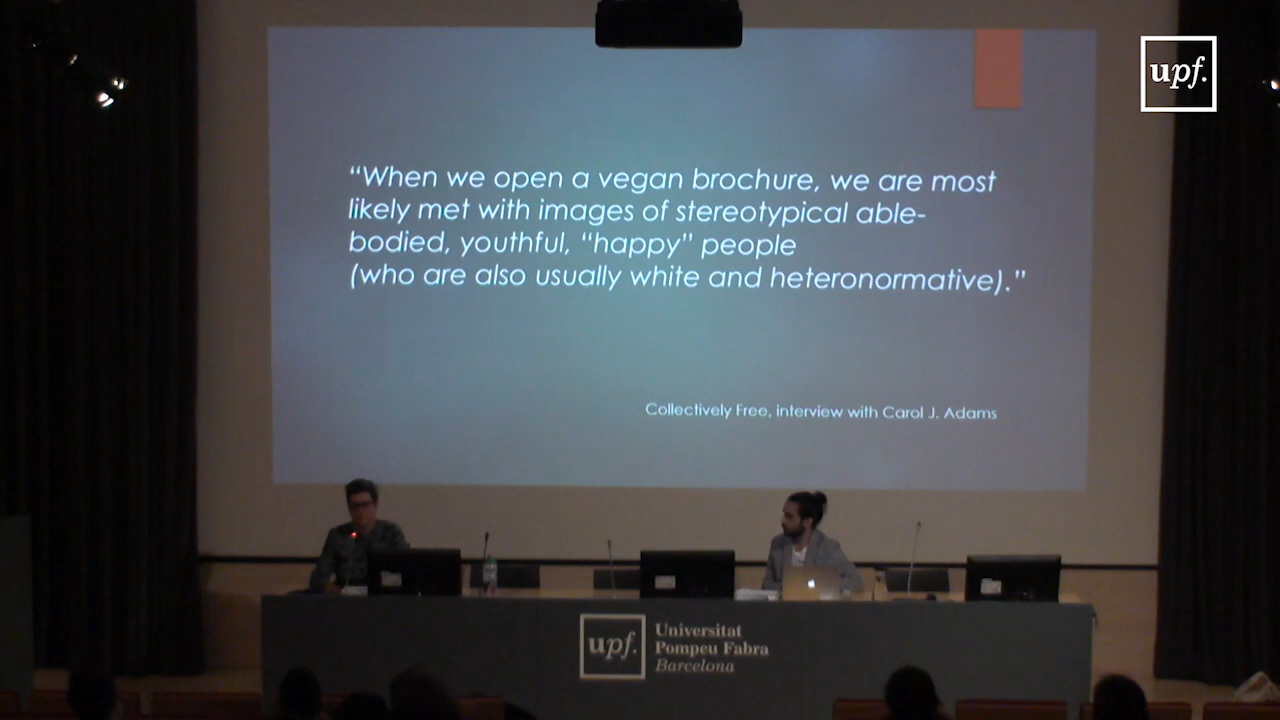 upf.
“When we open a vegan brochure, we are most
likely met with images of stereotypical able-
bodied, youthful, “happy” people
(who are also usually white and heteronormative).”
Collectively Free, interview with Carol J. Adams
upf.
Universitat
Pompeu Fabra
Barcelona